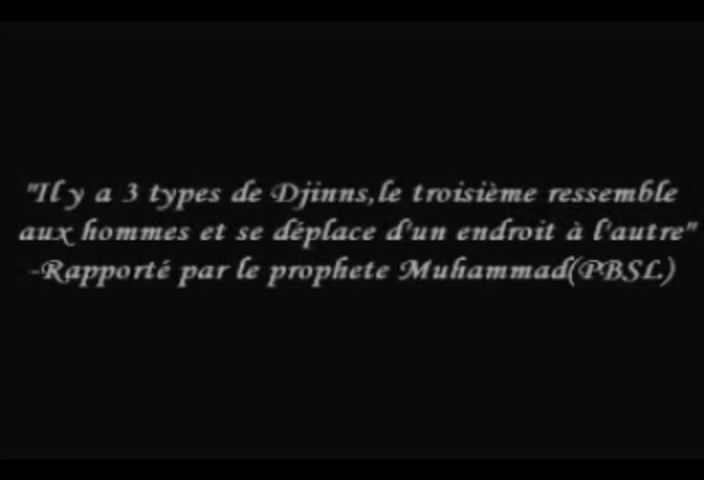 "Il y a 3 types de Djinns,le troisième ressemble
aux hommes et se déplace d'un endroit à l'autre"
-Rapporté par le prophete Muhammad(PBSL)